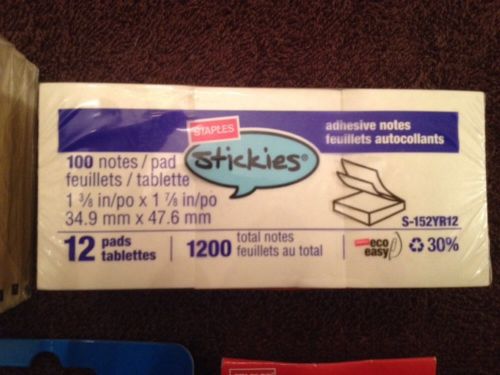 STAPLES
stickies®
adhesive notes
feuillets autocollants
100 notes / pad
feuillets / tablette
1 3/8 in/po x 1 7/8 in/po
34.9 mm x 47.6 mm
S-152YR12
12 pads
tablettes
1200 total notes
feuillets au total
eco
easy
30%